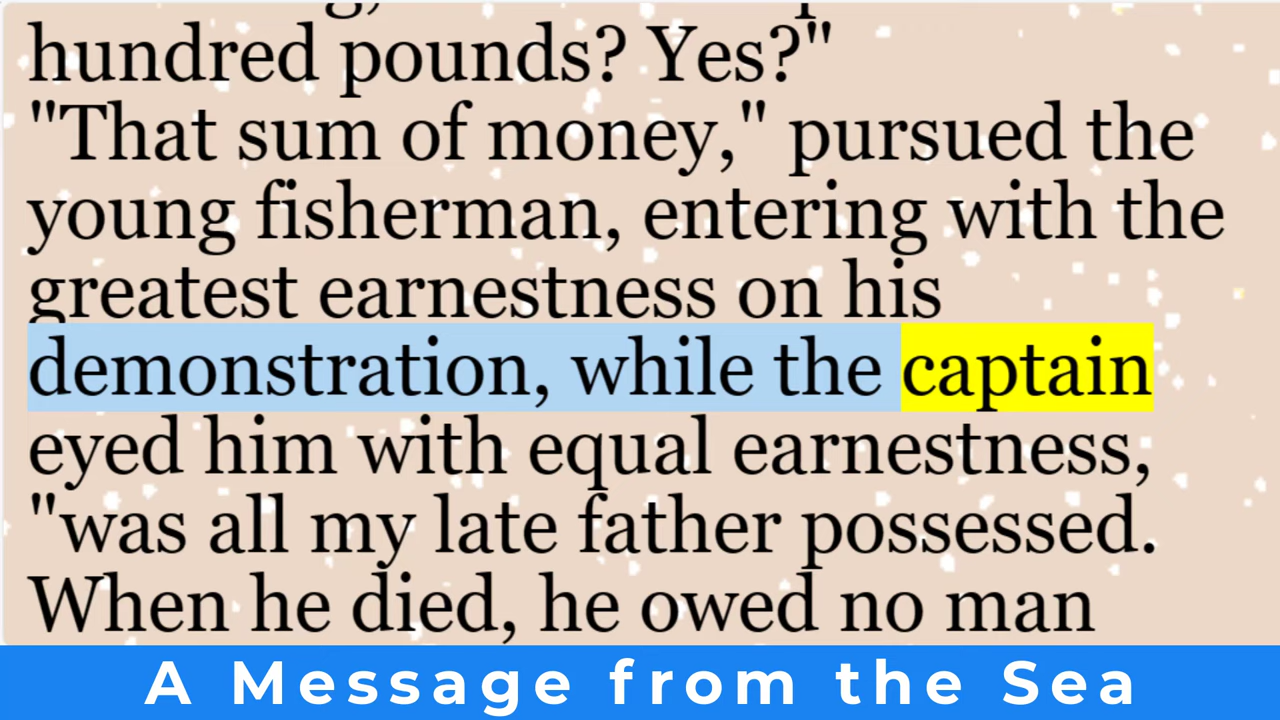 hundred pounds? Yes?"
"That sum of money," pursued the
young fisherman, entering with the
greatest earnestness on his
demonstration, while the captain
eyed him with equal earnestness,
"was all my late father possessed.
When he died, he owed no man
A Message from the Sea